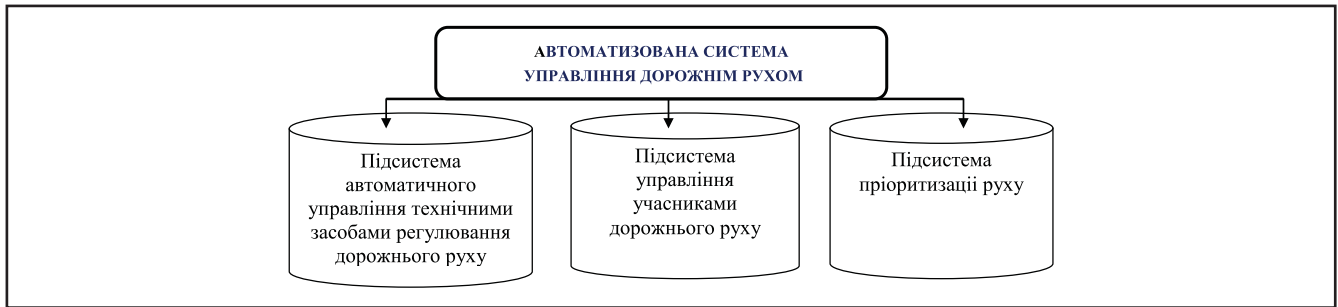 АВТОМАТИЗОВАНА СИСТЕМА
УПРАВЛІННЯ ДОРОЖНІМ РУХОМ
Підсистема
автоматичного
управління технічними
засобами регулювання
дорожнього руху
Підсистема
управління
учасниками
дорожнього руху
Підсистема
пріоритизації руху